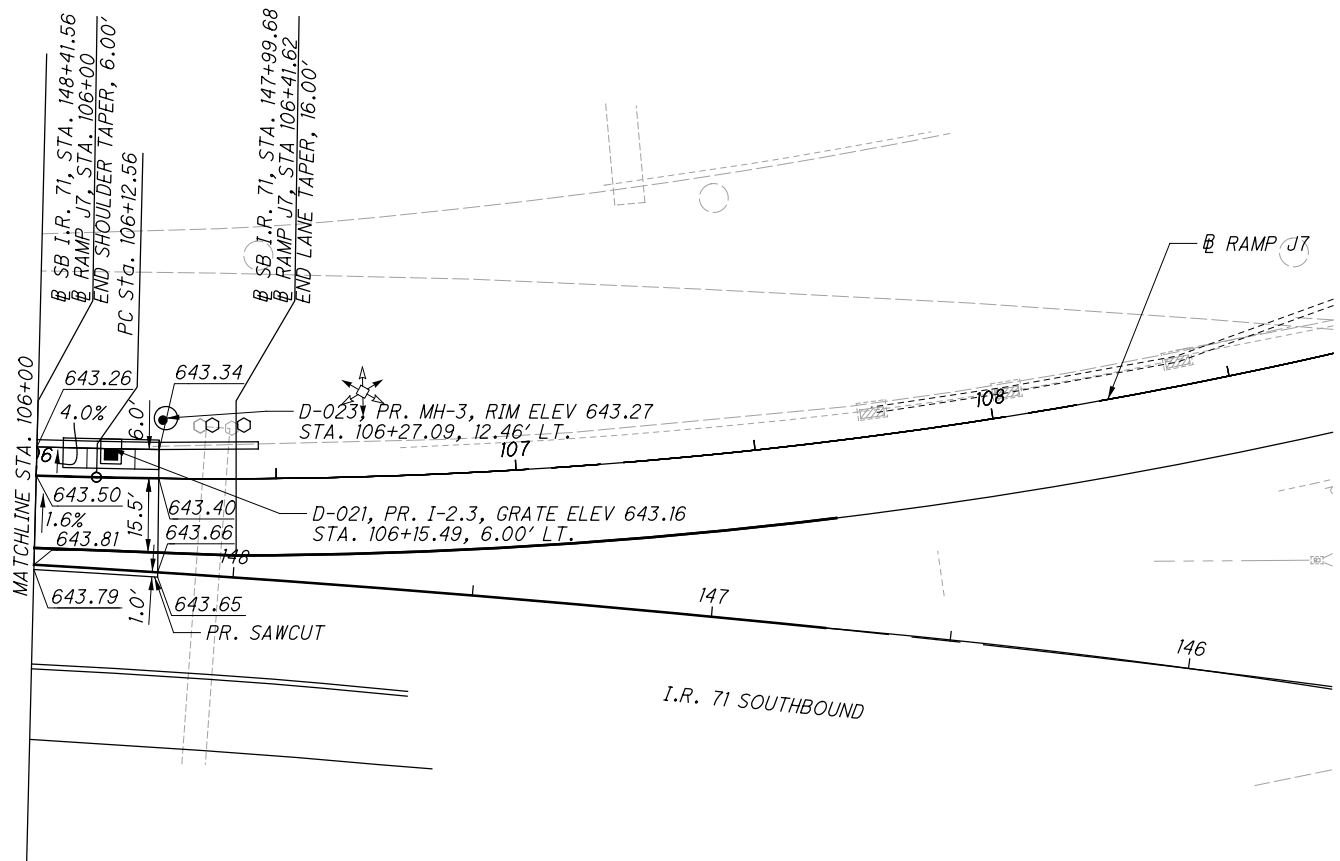 ℄ SB I.R. 71, STA. 148+41.56
℄ RAMP J7, STA. 106+00
END SHOULDER TAPER, 6.00'
PC Sta. 106+12.56
℄ SB I.R. 71, STA. 147+99.68
℄ RAMP J7, STA 106+41.62
END LANE TAPER, 16.00'
℄ RAMP J7
MATCHLINE STA. 106+00
643.26
643.34
4.0%
6.0'
D-023, PR. MH-3, RIM ELEV 643.27
STA. 106+27.09, 12.46' LT.
108
107
643.50
643.40
D-021, PR. I-2.3, GRATE ELEV 643.16
STA. 106+15.49, 6.00' LT.
1.6%
15.5'
643.66
643.81
148
643.79
1.0'
643.65
PR. SAWCUT
147
146
I.R. 71 SOUTHBOUND